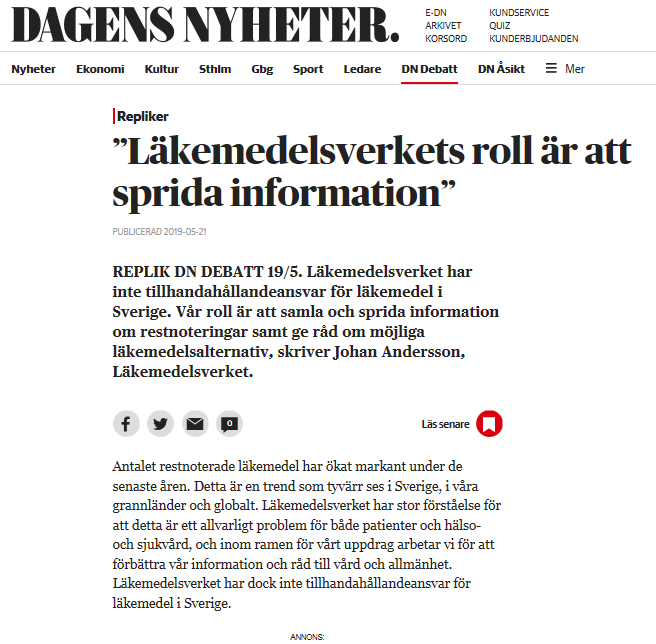 DAGENS NYHETER.
E-DN
ARKIVET
KORSORD
KUNDSERVICE
QUIZ
KUNDERBJUDANDEN
Nyheter Ekonomi Kultur Sthlm Gbg Sport Ledare DN Debatt DN Åsikt Mer
Repliker
”Läkemedelsverkets roll är att
sprida information”
PUBLICERAD 2019-05-21
REPLIK DN DEBATT 19/5. Läkemedelsverket har
inte tillhandahållandeansvar för läkemedel i
Sverige. Vår roll är att samla och sprida information
om restnoteringar samt ge råd om möjliga
läkemedelsalternativ, skriver Johan Andersson,
Läkemedelsverket.
0
Läs senare
Antalet restnoterade läkemedel har ökat markant under de
senaste åren. Detta är en trend som tyvärr ses i Sverige, i våra
grannländer och globalt. Läkemedelsverket har stor förståelse för
att detta är ett allvarligt problem för både patienter och hälso-
och sjukvård, och inom ramen för vårt uppdrag arbetar vi för att
förbättra vår information och råd till vård och allmänhet.
Läkemedelsverket har dock inte tillhandahållandeansvar för
läkemedel i Sverige.
ANNONS: